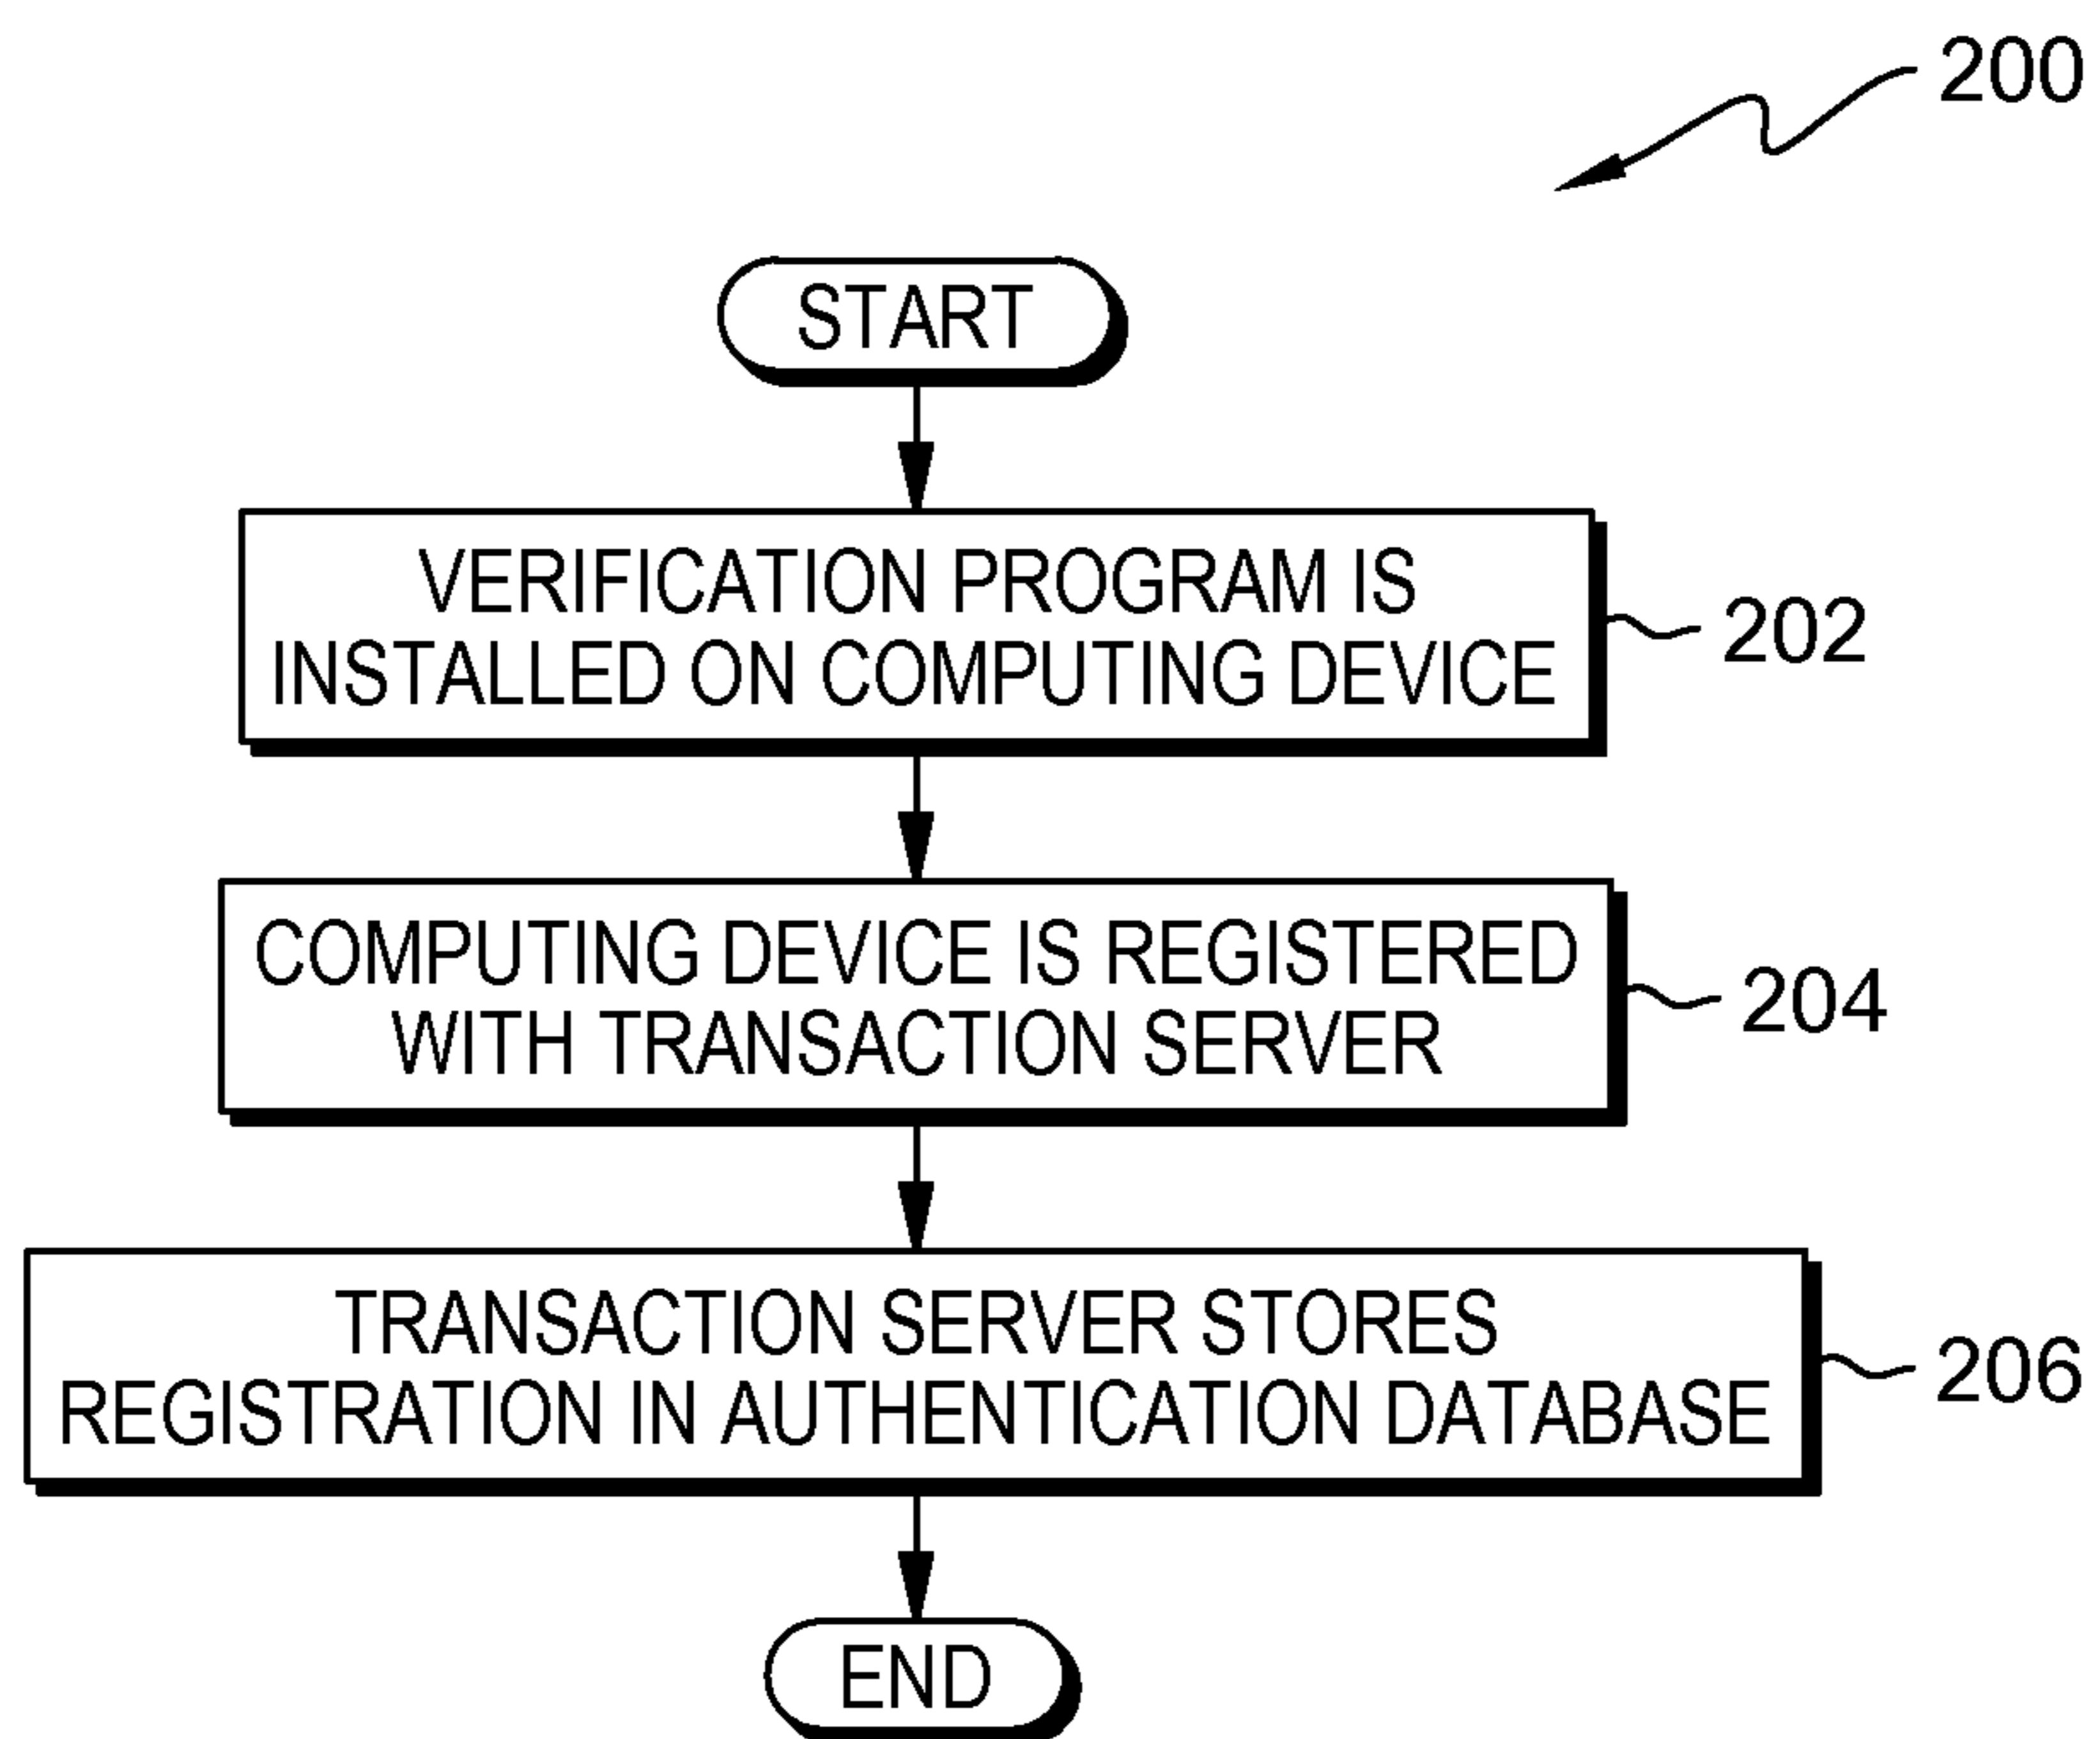 200
START
VERIFICATION PROGRAM IS
INSTALLED ON COMPUTING DEVICE
202
COMPUTING DEVICE IS REGISTERED
WITH TRANSACTION SERVER
204
TRANSACTION SERVER STORES
REGISTRATION IN AUTHENTICATION DATABASE
206
END